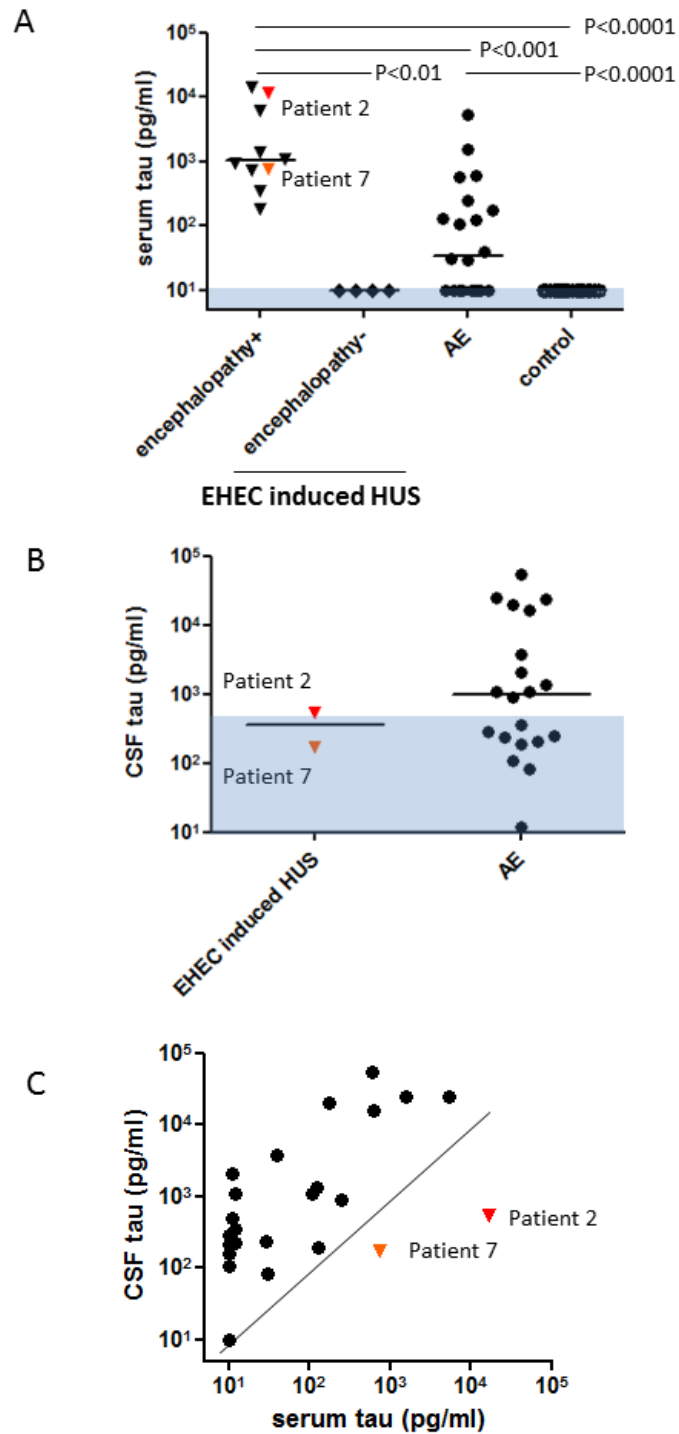 A
P<0.0001
P<0.001
P<0.01
P<0.0001
10⁵
10⁴
10³
10²
10¹
serum tau (pg/ml)
Patient 2
Patient 7
encephalopathy+
encephalopathy-
AE
control
EHEC induced HUS
B
10⁵
10⁴
10³
10²
10¹
CSF tau (pg/ml)
Patient 2
Patient 7
EHEC induced HUS
AE
C
10⁵
10⁴
10³
10²
10¹
CSF tau (pg/ml)
Patient 2
Patient 7
10¹ 10² 10³ 10⁴ 10⁵
serum tau (pg/ml)